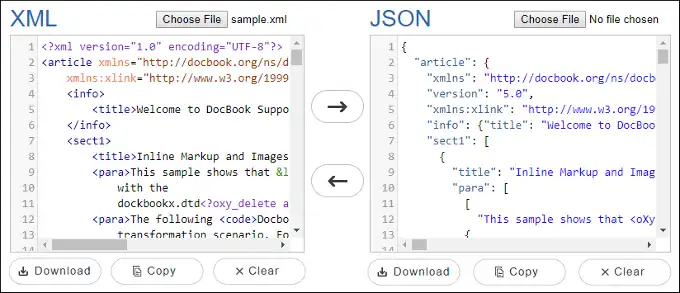 XML
Choose File sample.xml
1 <?xml version="1.0" encoding="UTF-8"?>
2 <article xmlns="http://docbook.org/ns/d
3 xmlns:xlink="http://www.w3.org/1999
4 <info>
5 <title>Welcome to DocBook Suppo
6 </info>
7 <sect1>
8 <title>Inline Markup and Images
9 <para>This sample shows that &l
10 with the
11 dockbookx.dtd<?oxy_delete a
12 <para>The following <code>Docbo
13 transformation scenario. Fo
14
Download
Copy
Clear
JSON
Choose File No file chosen
1 {
2 "article": {
3 "xmlns": "http://docbook.org/ns/docb
4 "version": "5.0",
5 "xmlns:xlink": "http://www.w3.org/199
6 "info": {"title": "Welcome to DocBoo
7 "sect1": [
8 {
9 "title": "Inline Markup and Imag
10 "para": [
11 [
12 "This sample shows that <oXy
13 {
Download
Copy
Clear